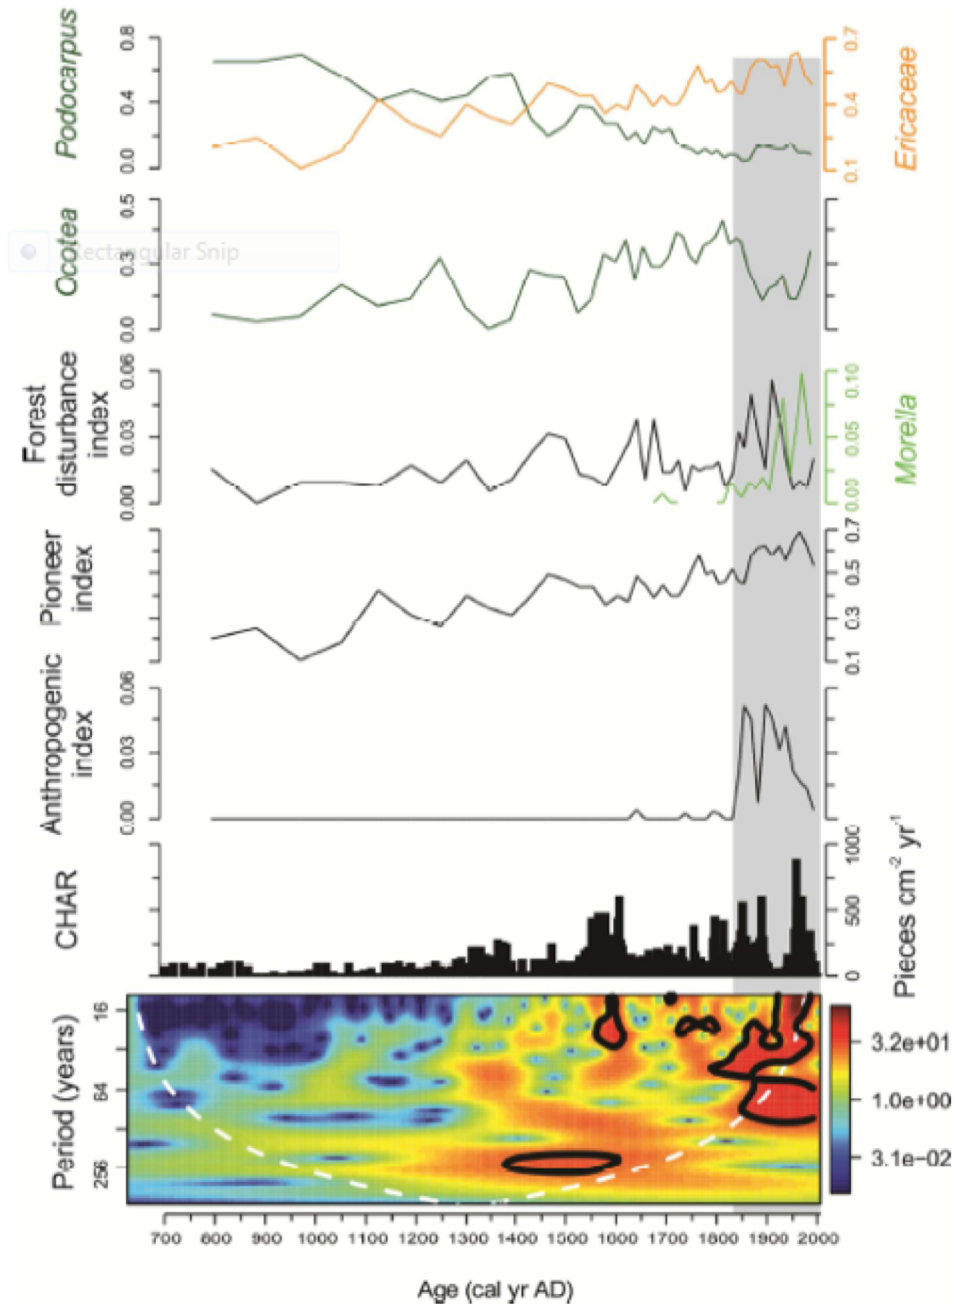 Podocarpus
0.8
0.4
0.0
0.7
0.4
0.1
Ericaceae
Ocotea
0.5
0.3
0.0
Rectangular Snip
Forest
disturbance
index
0.06
0.03
0.00
0.10
0.05
0.00
Morella
Pioneer
index
0.7
0.5
0.3
0.1
Anthropogenic
index
0.06
0.03
0.00
CHAR
1000
500
0
Pieces cm-2 yr-1
Period (years)
16
64
256
3.2e+01
1.0e+00
3.1e-02
700 800 900 1000 1100 1200 1300 1400 1500 1600 1700 1800 1900 2000
Age (cal yr AD)